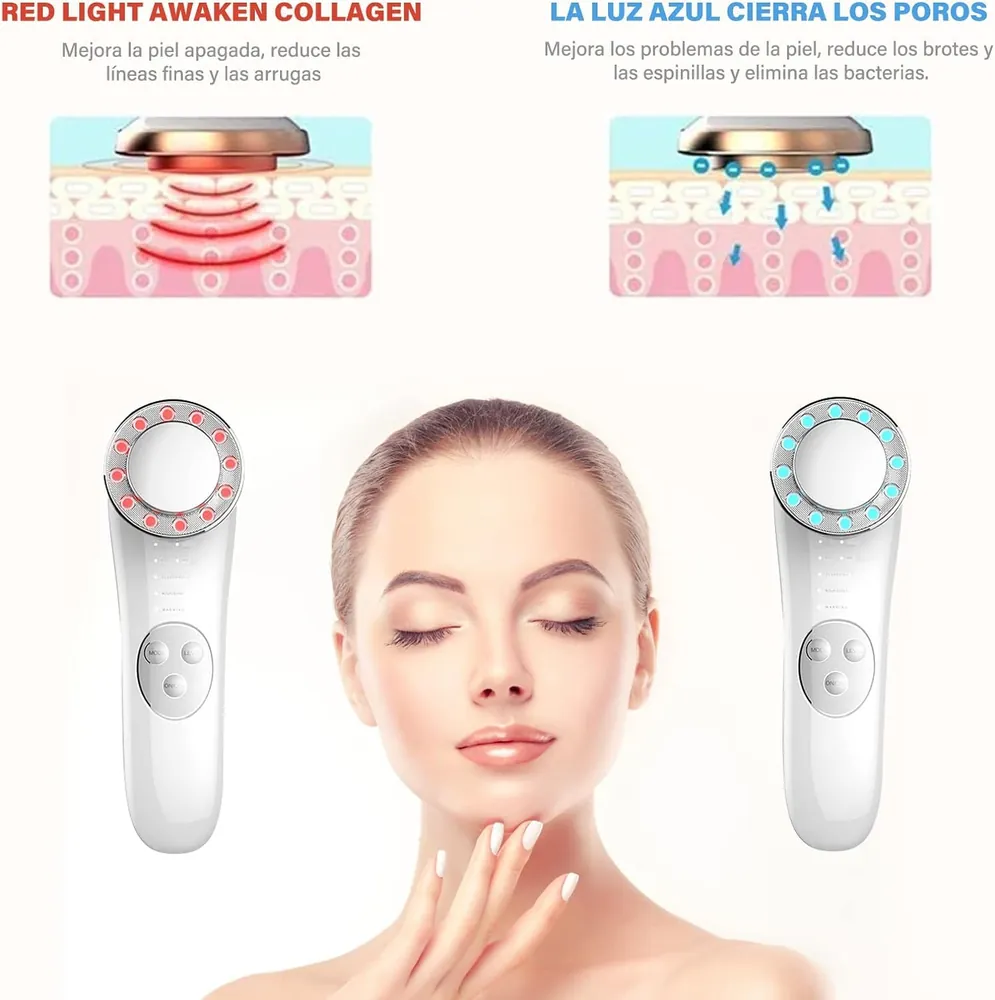 RED LIGHT AWAKEN COLLAGEN
Mejora la piel apagada, reduce las
líneas finas y las arrugas
LA LUZ AZUL CIERRA LOS POROS
Mejora los problemas de la piel, reduce los brotes y
las espinillas y elimina las bacterias.